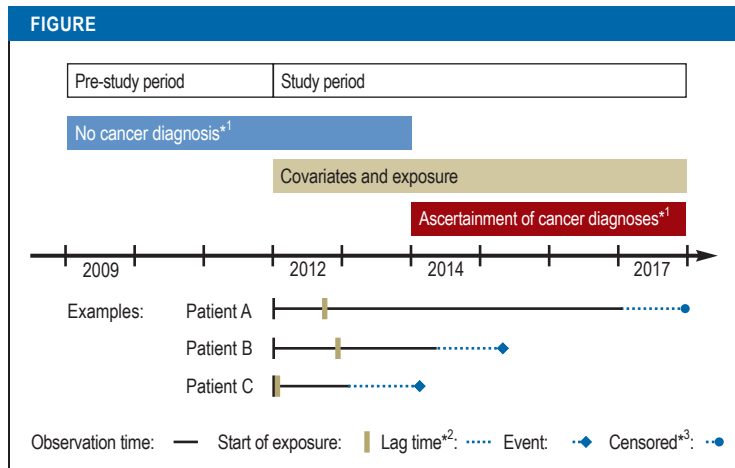 FIGURE
Pre-study period Study period
No cancer diagnosis*1
Covariates and exposure
Ascertainment of cancer diagnoses*1
2009 2012 2014 2017
Examples: Patient A
Patient B
Patient C
Observation time: Start of exposure: Lag time*2: Event: Censored*3: